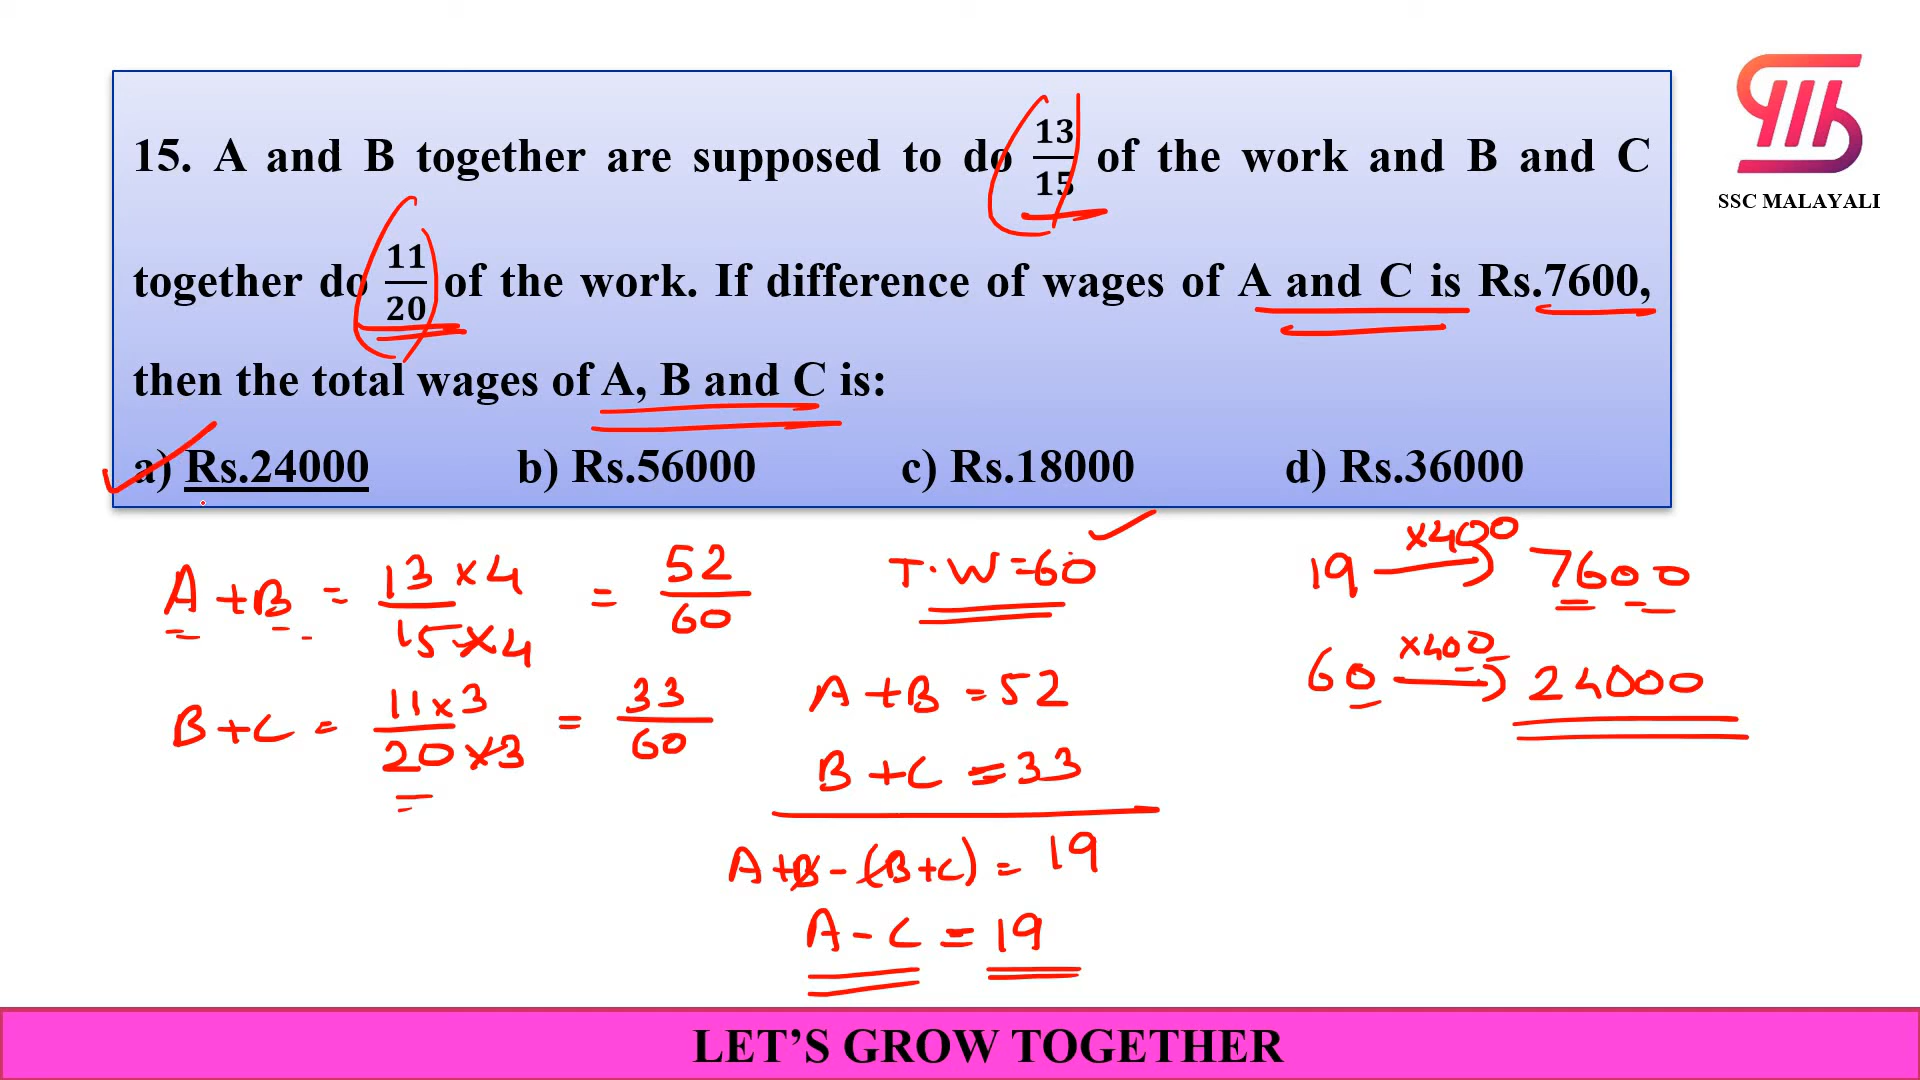 15. A and B together are supposed to do 13/15 of the work and B and C
together do 11/20 of the work. If difference of wages of A and C is Rs.7600,
then the total wages of A, B and C is:
a) Rs.24000 b) Rs.56000 c) Rs.18000 d) Rs.36000
SSC MALAYALI
A + B = 13 × 4 / 15 × 4 = 52/60
B + C = 11 × 3 / 20 × 3 = 33/60
T.W = 60
A + B = 52
B + C = 33
A + B - (B + C) = 19
A - C = 19
19 ×400 → 7600
60 ×400 → 24000
LET’S GROW TOGETHER